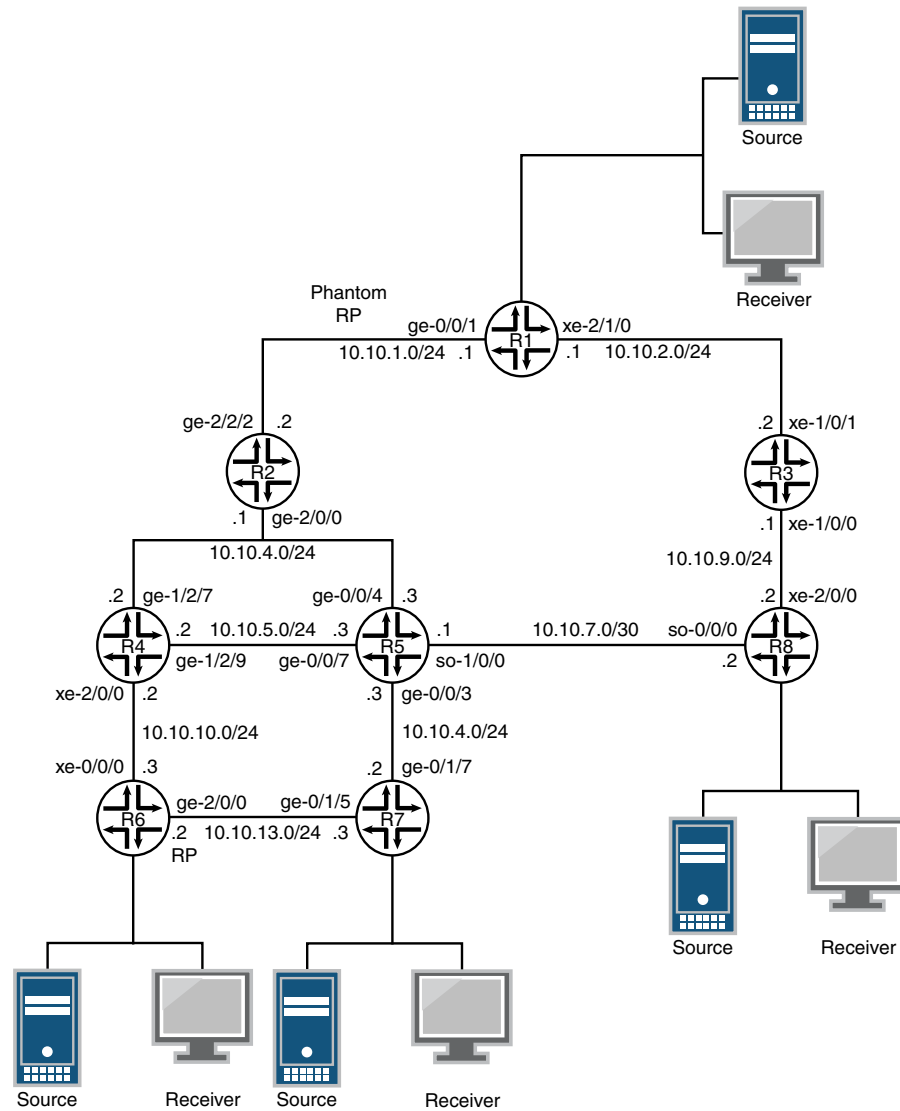 Source
Receiver
Phantom
RP
ge-0/0/1
xe-2/1/0
R1
10.10.1.0/24
.1
.1
10.10.2.0/24
ge-2/2/2
.2
.2
xe-1/0/1
R2
R3
.1
ge-2/0/0
.1
xe-1/0/0
10.10.4.0/24
10.10.9.0/24
.2
ge-1/2/7
ge-0/0/4
.3
.2
xe-2/0/0
R4
.2
10.10.5.0/24
.3
R5
.1
10.10.7.0/30
so-0/0/0
R8
ge-1/2/9
ge-0/0/7
so-1/0/0
.2
xe-2/0/0
.2
.3
ge-0/0/3
10.10.10.0/24
10.10.4.0/24
xe-0/0/0
.3
.2
ge-0/1/7
R6
ge-2/0/0
ge-0/1/5
R7
.2
10.10.13.0/24
.3
RP
Source
Receiver
Source
Receiver
Source
Receiver